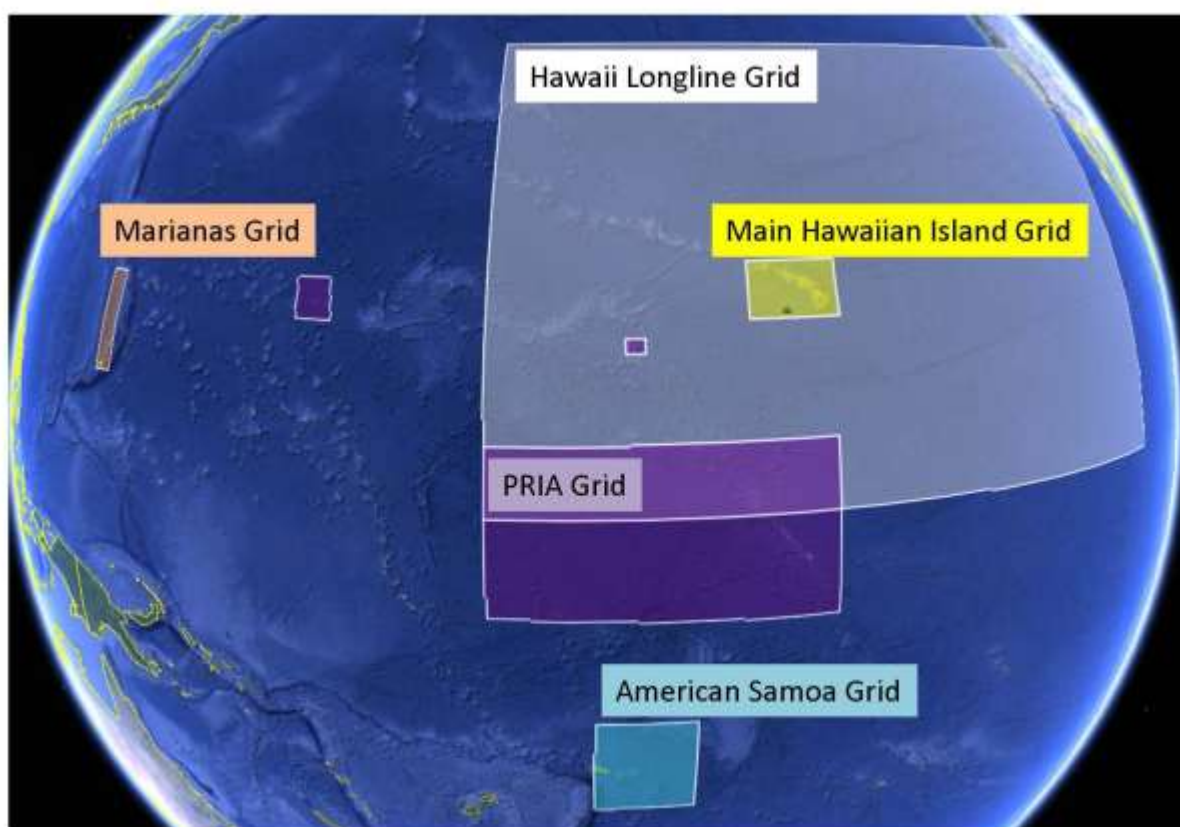 Hawaii Longline Grid
Marianas Grid
Main Hawaiian Island Grid
PRIA Grid
American Samoa Grid